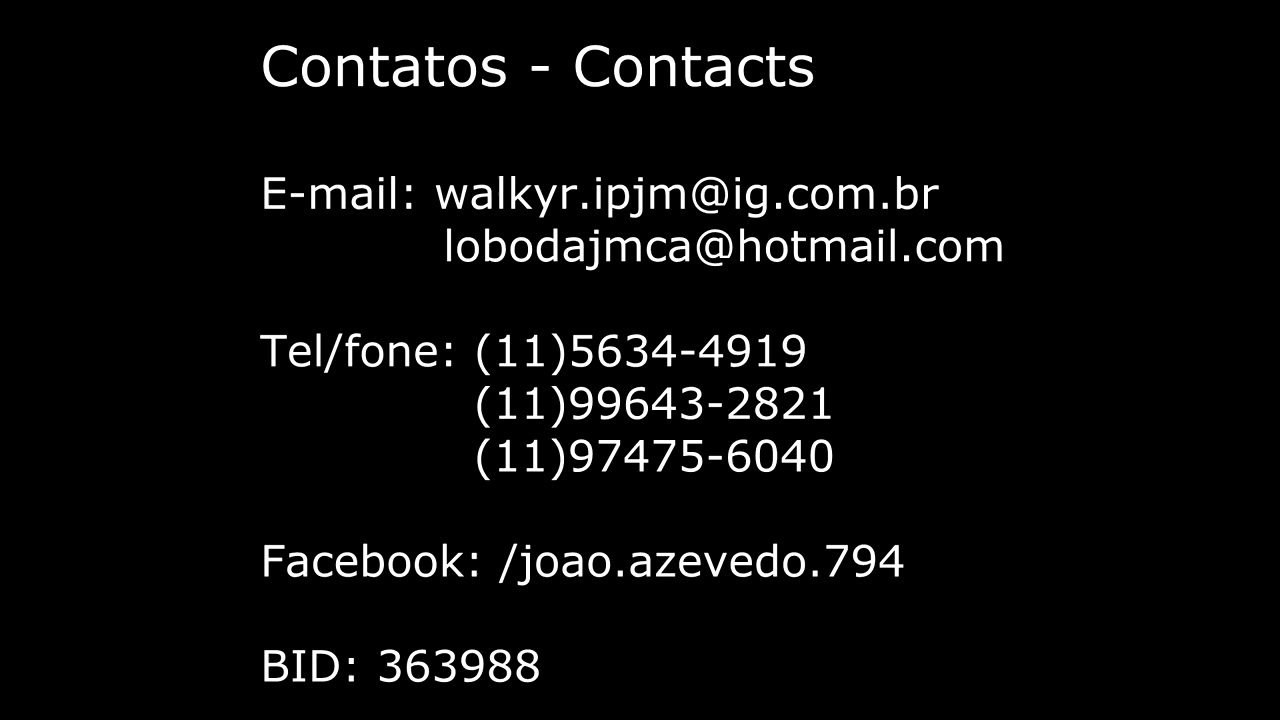 Contatos - Contacts
E-mail: walkyr.ipjm@ig.com.br
lobodajmca@hotmail.com
Tel/fone: (11)5634-4919
(11)99643-2821
(11)97475-6040
Facebook: /joao.azevedo.794
BID: 363988